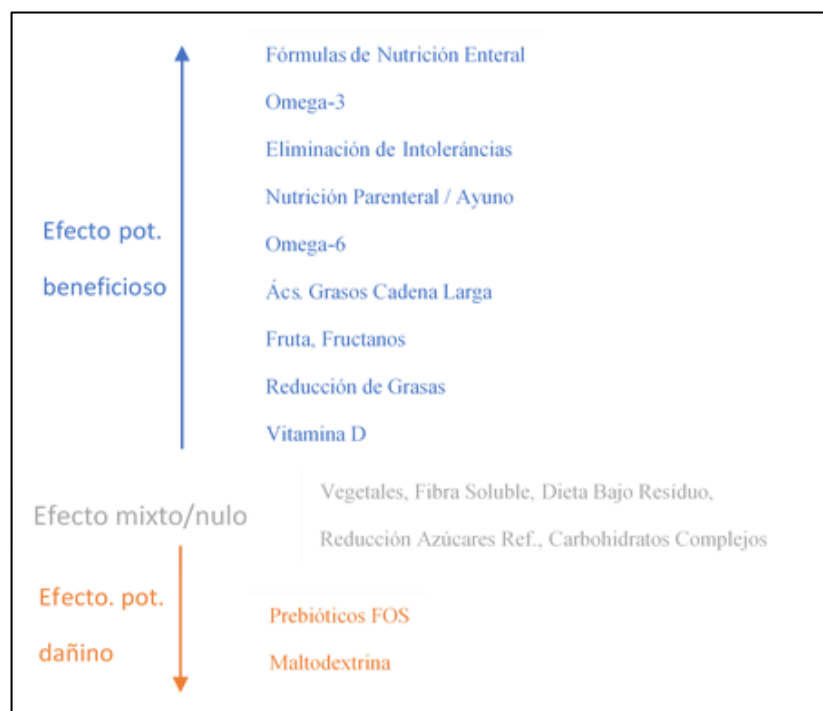 Fórmulas de Nutrición Enteral
Omega-3
Eliminación de Intoleráncias
Nutrición Parenteral / Ayuno
Efecto pot.
beneficioso
Omega-6
Ács. Grasos Cadena Larga
Fruta, Fructanos
Reducción de Grasas
Vitamina D
Efecto mixto/nulo
Vegetales, Fibra Soluble, Dieta Bajo Resíduo,
Reducción Azúcares Ref., Carbohidratos Complejos
Efecto. pot.
dañino
Prebióticos FOS
Maltodextrina